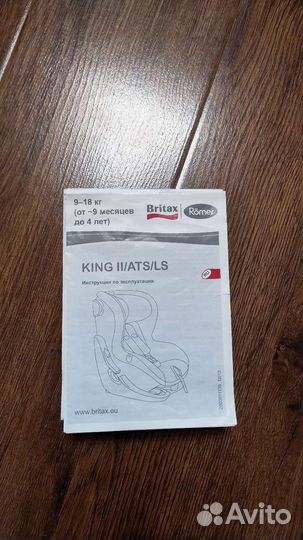 9–18 кг
(от ~9 месяцев
до 4 лет)
Britax
Römer
KING II/ATS/LS
Инструкция по эксплуатации
www.britax.eu
Avito